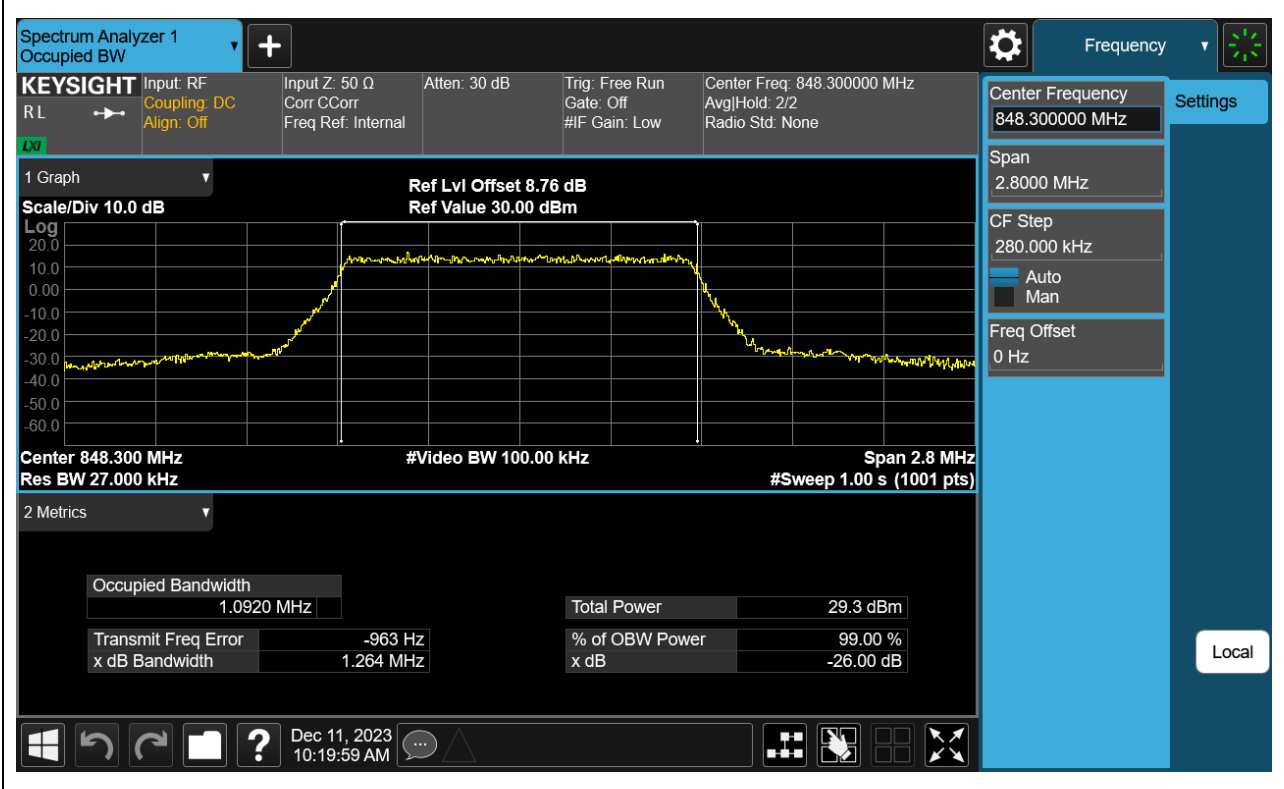 Spectrum Analyzer 1
Occupied BW
+
Frequency
KEYSIGHT
R L
LXI
Input: RF
Coupling: DC
Align: Off
Input Z: 50 Ω
Corr CCorr
Freq Ref: Internal
Atten: 30 dB
Trig: Free Run
Gate: Off
#IF Gain: Low
Center Freq: 848.300000 MHz
Avg|Hold: 2/2
Radio Std: None
Center Frequency
848.300000 MHz
Settings
Span
2.8000 MHz
CF Step
280.000 kHz
Auto
Man
Freq Offset
0 Hz
Local
1 Graph
Scale/Div 10.0 dB
Ref Lvl Offset 8.76 dB
Ref Value 30.00 dBm
Log
20.0
10.0
0.00
-10.0
-20.0
-30.0
-40.0
-50.0
-60.0
Center 848.300 MHz
#Video BW 100.00 kHz
Span 2.8 MHz
Res BW 27.000 kHz
#Sweep 1.00 s (1001 pts)
2 Metrics
Occupied Bandwidth
1.0920 MHz
Total Power 29.3 dBm
Transmit Freq Error -963 Hz
% of OBW Power 99.00 %
x dB Bandwidth 1.264 MHz
x dB -26.00 dB
?
Dec 11, 2023
10:19:59 AM